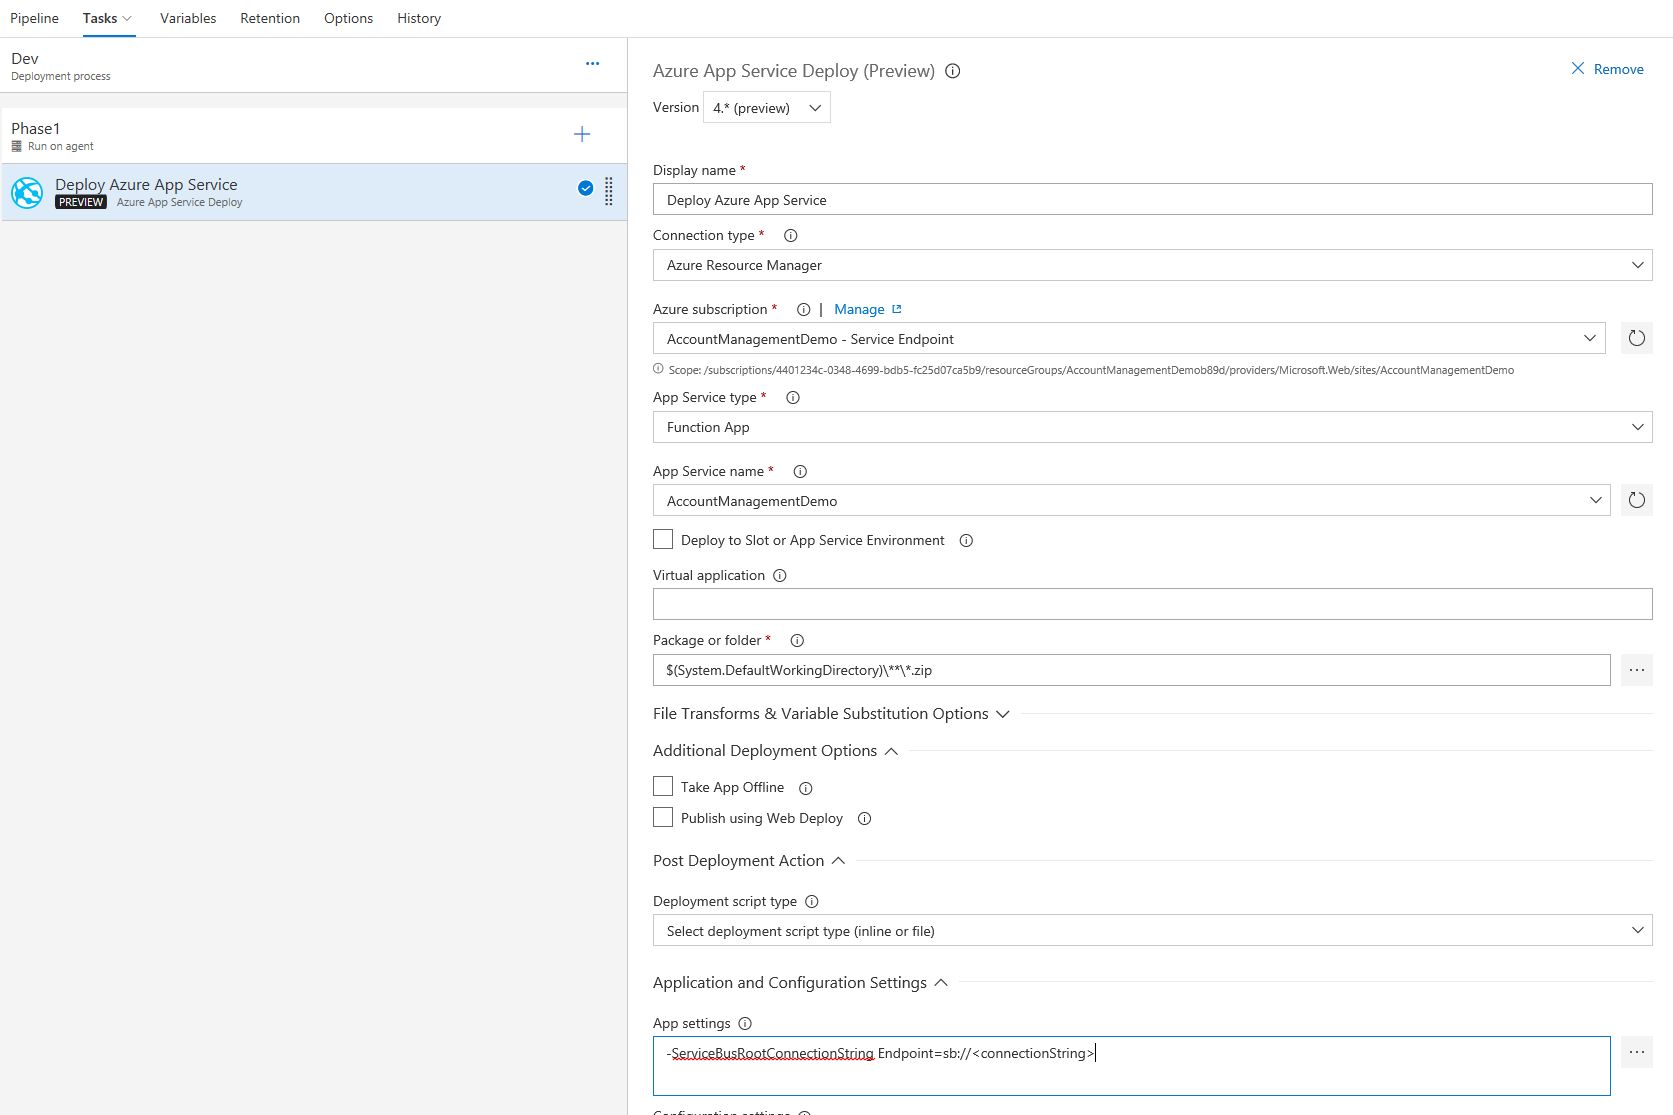 Pipeline Tasks Variables Retention Options History
Dev
Deployment process
Phase1
Run on agent
Deploy Azure App Service
PREVIEW Azure App Service Deploy
Azure App Service Deploy (Preview)
Remove
Version 4.* (preview)
Display name *
Deploy Azure App Service
Connection type *
Azure Resource Manager
Azure subscription * | Manage
AccountManagementDemo - Service Endpoint
Scope: /subscriptions/4401234c-0348-4699-bdb5-fc25d07ca5b9/resourceGroups/AccountManagementDemob89d/providers/Microsoft.Web/sites/AccountManagementDemo
App Service type *
Function App
App Service name *
AccountManagementDemo
Deploy to Slot or App Service Environment
Virtual application
Package or folder *
$(System.DefaultWorkingDirectory)\**\*.zip
File Transforms & Variable Substitution Options
Additional Deployment Options
Take App Offline
Publish using Web Deploy
Post Deployment Action
Deployment script type
Select deployment script type (inline or file)
Application and Configuration Settings
App settings
-ServiceBusRootConnectionString Endpoint=sb://<connectionString>
Configuration settings